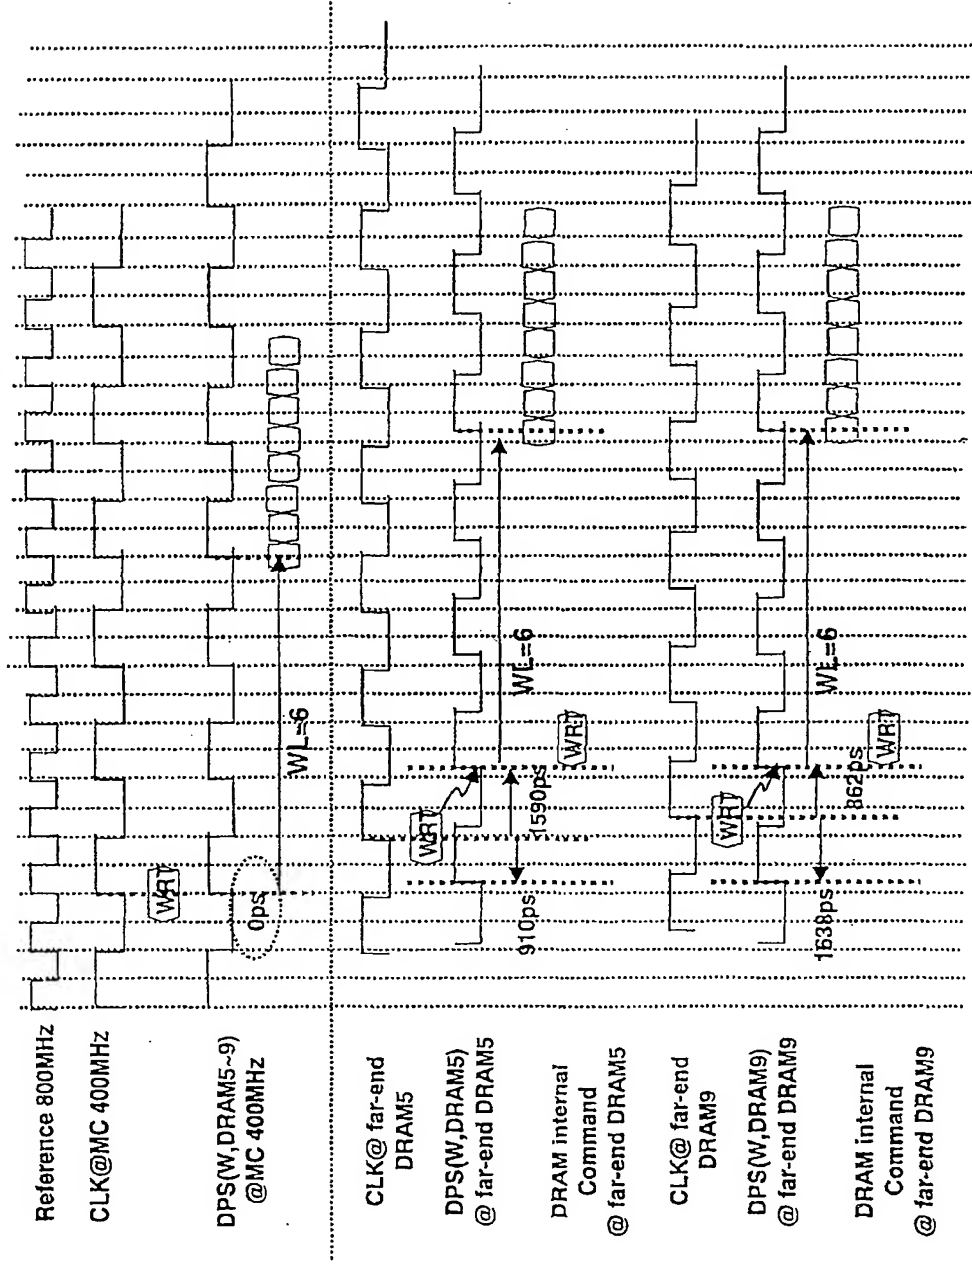 Reference 800MHz
CLK@MC 400MHz
WRT
DPS(W,DRAM5~9)
@MC 400MHz
0ps
WL=6
CLK@ far-end
DRAM5
DPS(W,DRAM5)
@ far-end DRAM5
WRT
910ps
1590ps
WL=6
DRAM internal
Command
@ far-end DRAM5
WRT
CLK@ far-end
DRAM9
DPS(W,DRAM9)
@ far-end DRAM9
WRT
1638ps
862ps
WL=6
DRAM internal
Command
@ far-end DRAM9
WRT